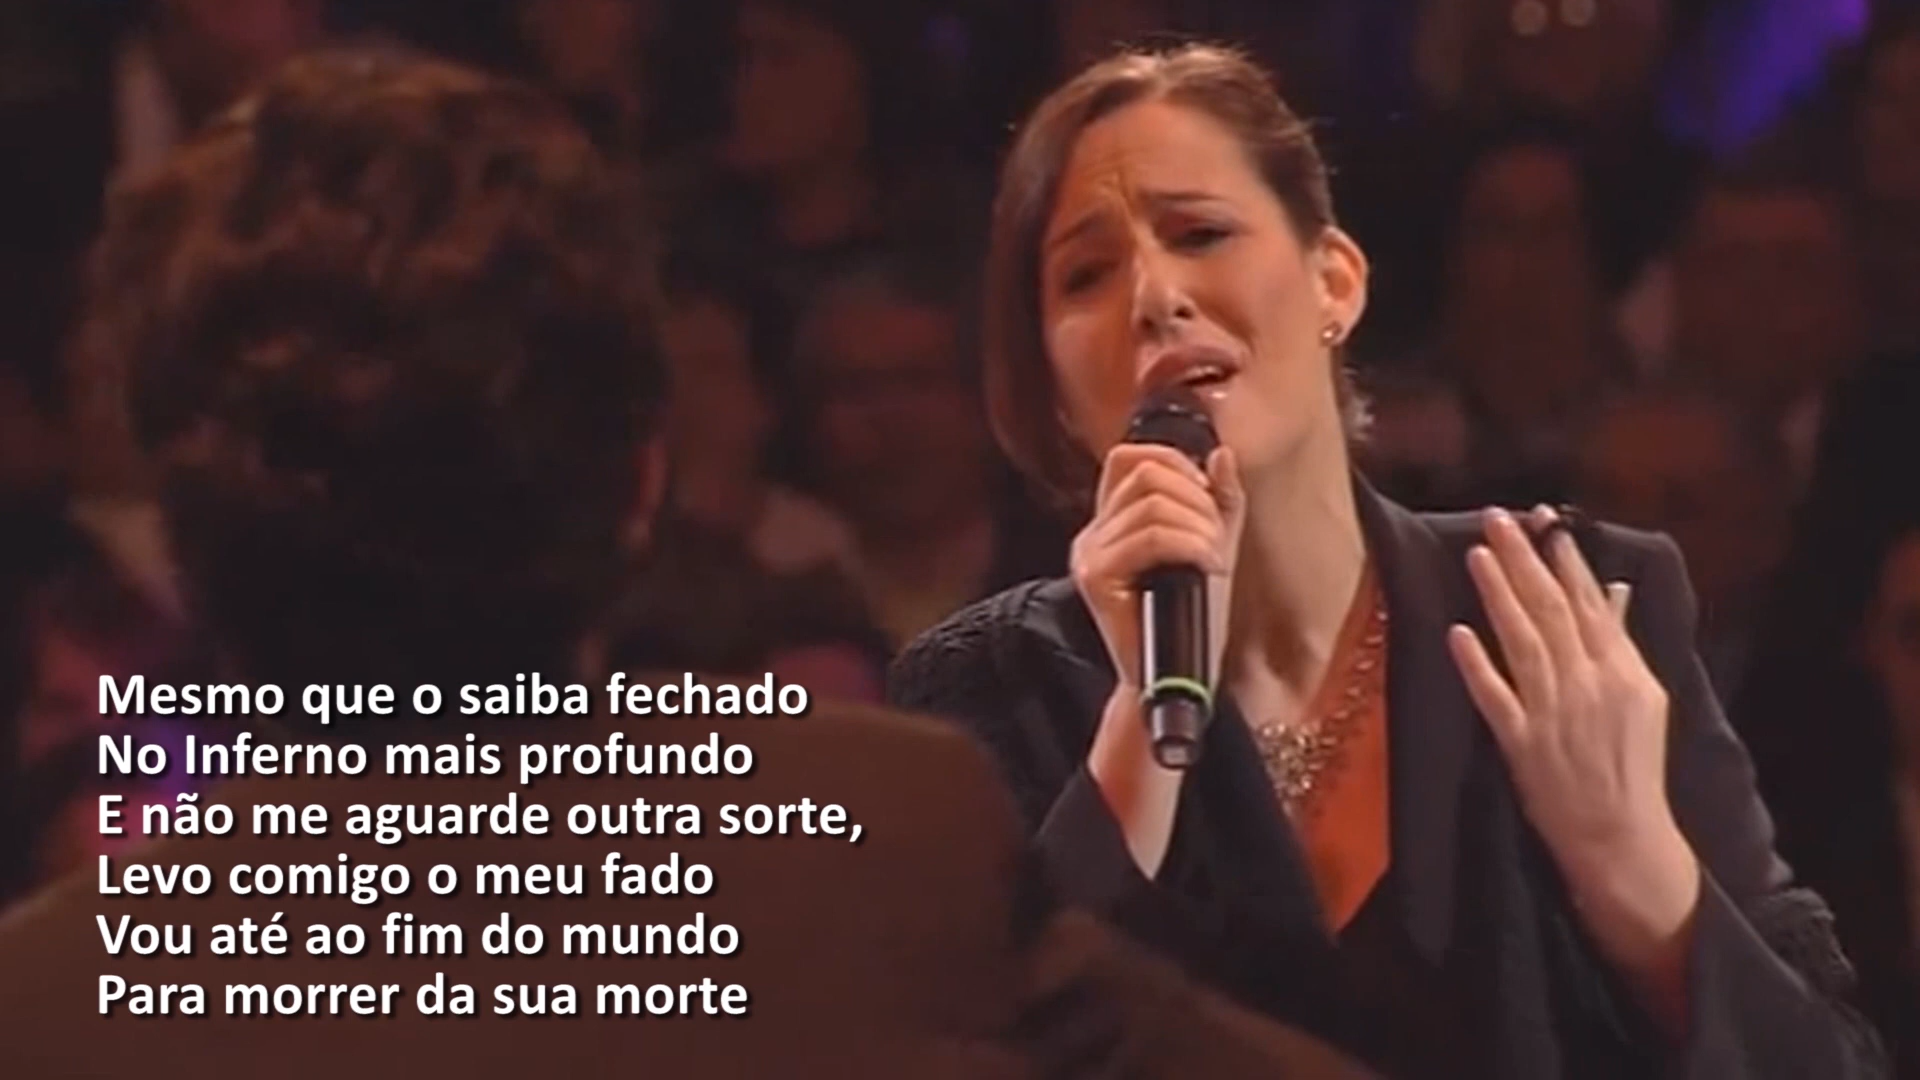 Mesmo que o saiba fechado
No Inferno mais profundo
E não me aguarde outra sorte,
Levo comigo o meu fado
Vou até ao fim do mundo
Para morrer da sua morte